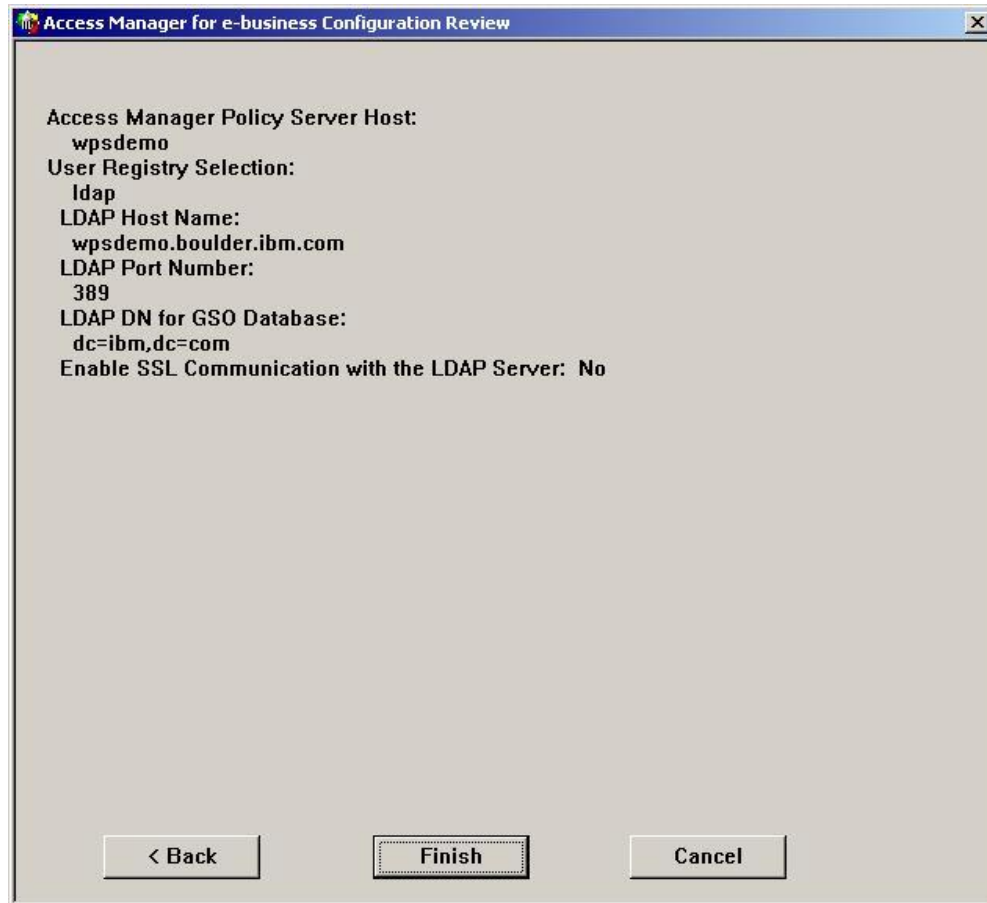 Access Manager for e-business Configuration Review
Access Manager Policy Server Host:
wpsdemo
User Registry Selection:
ldap
LDAP Host Name:
wpsdemo.boulder.ibm.com
LDAP Port Number:
389
LDAP DN for GSO Database:
dc=ibm,dc=com
Enable SSL Communication with the LDAP Server: No
< Back Finish Cancel